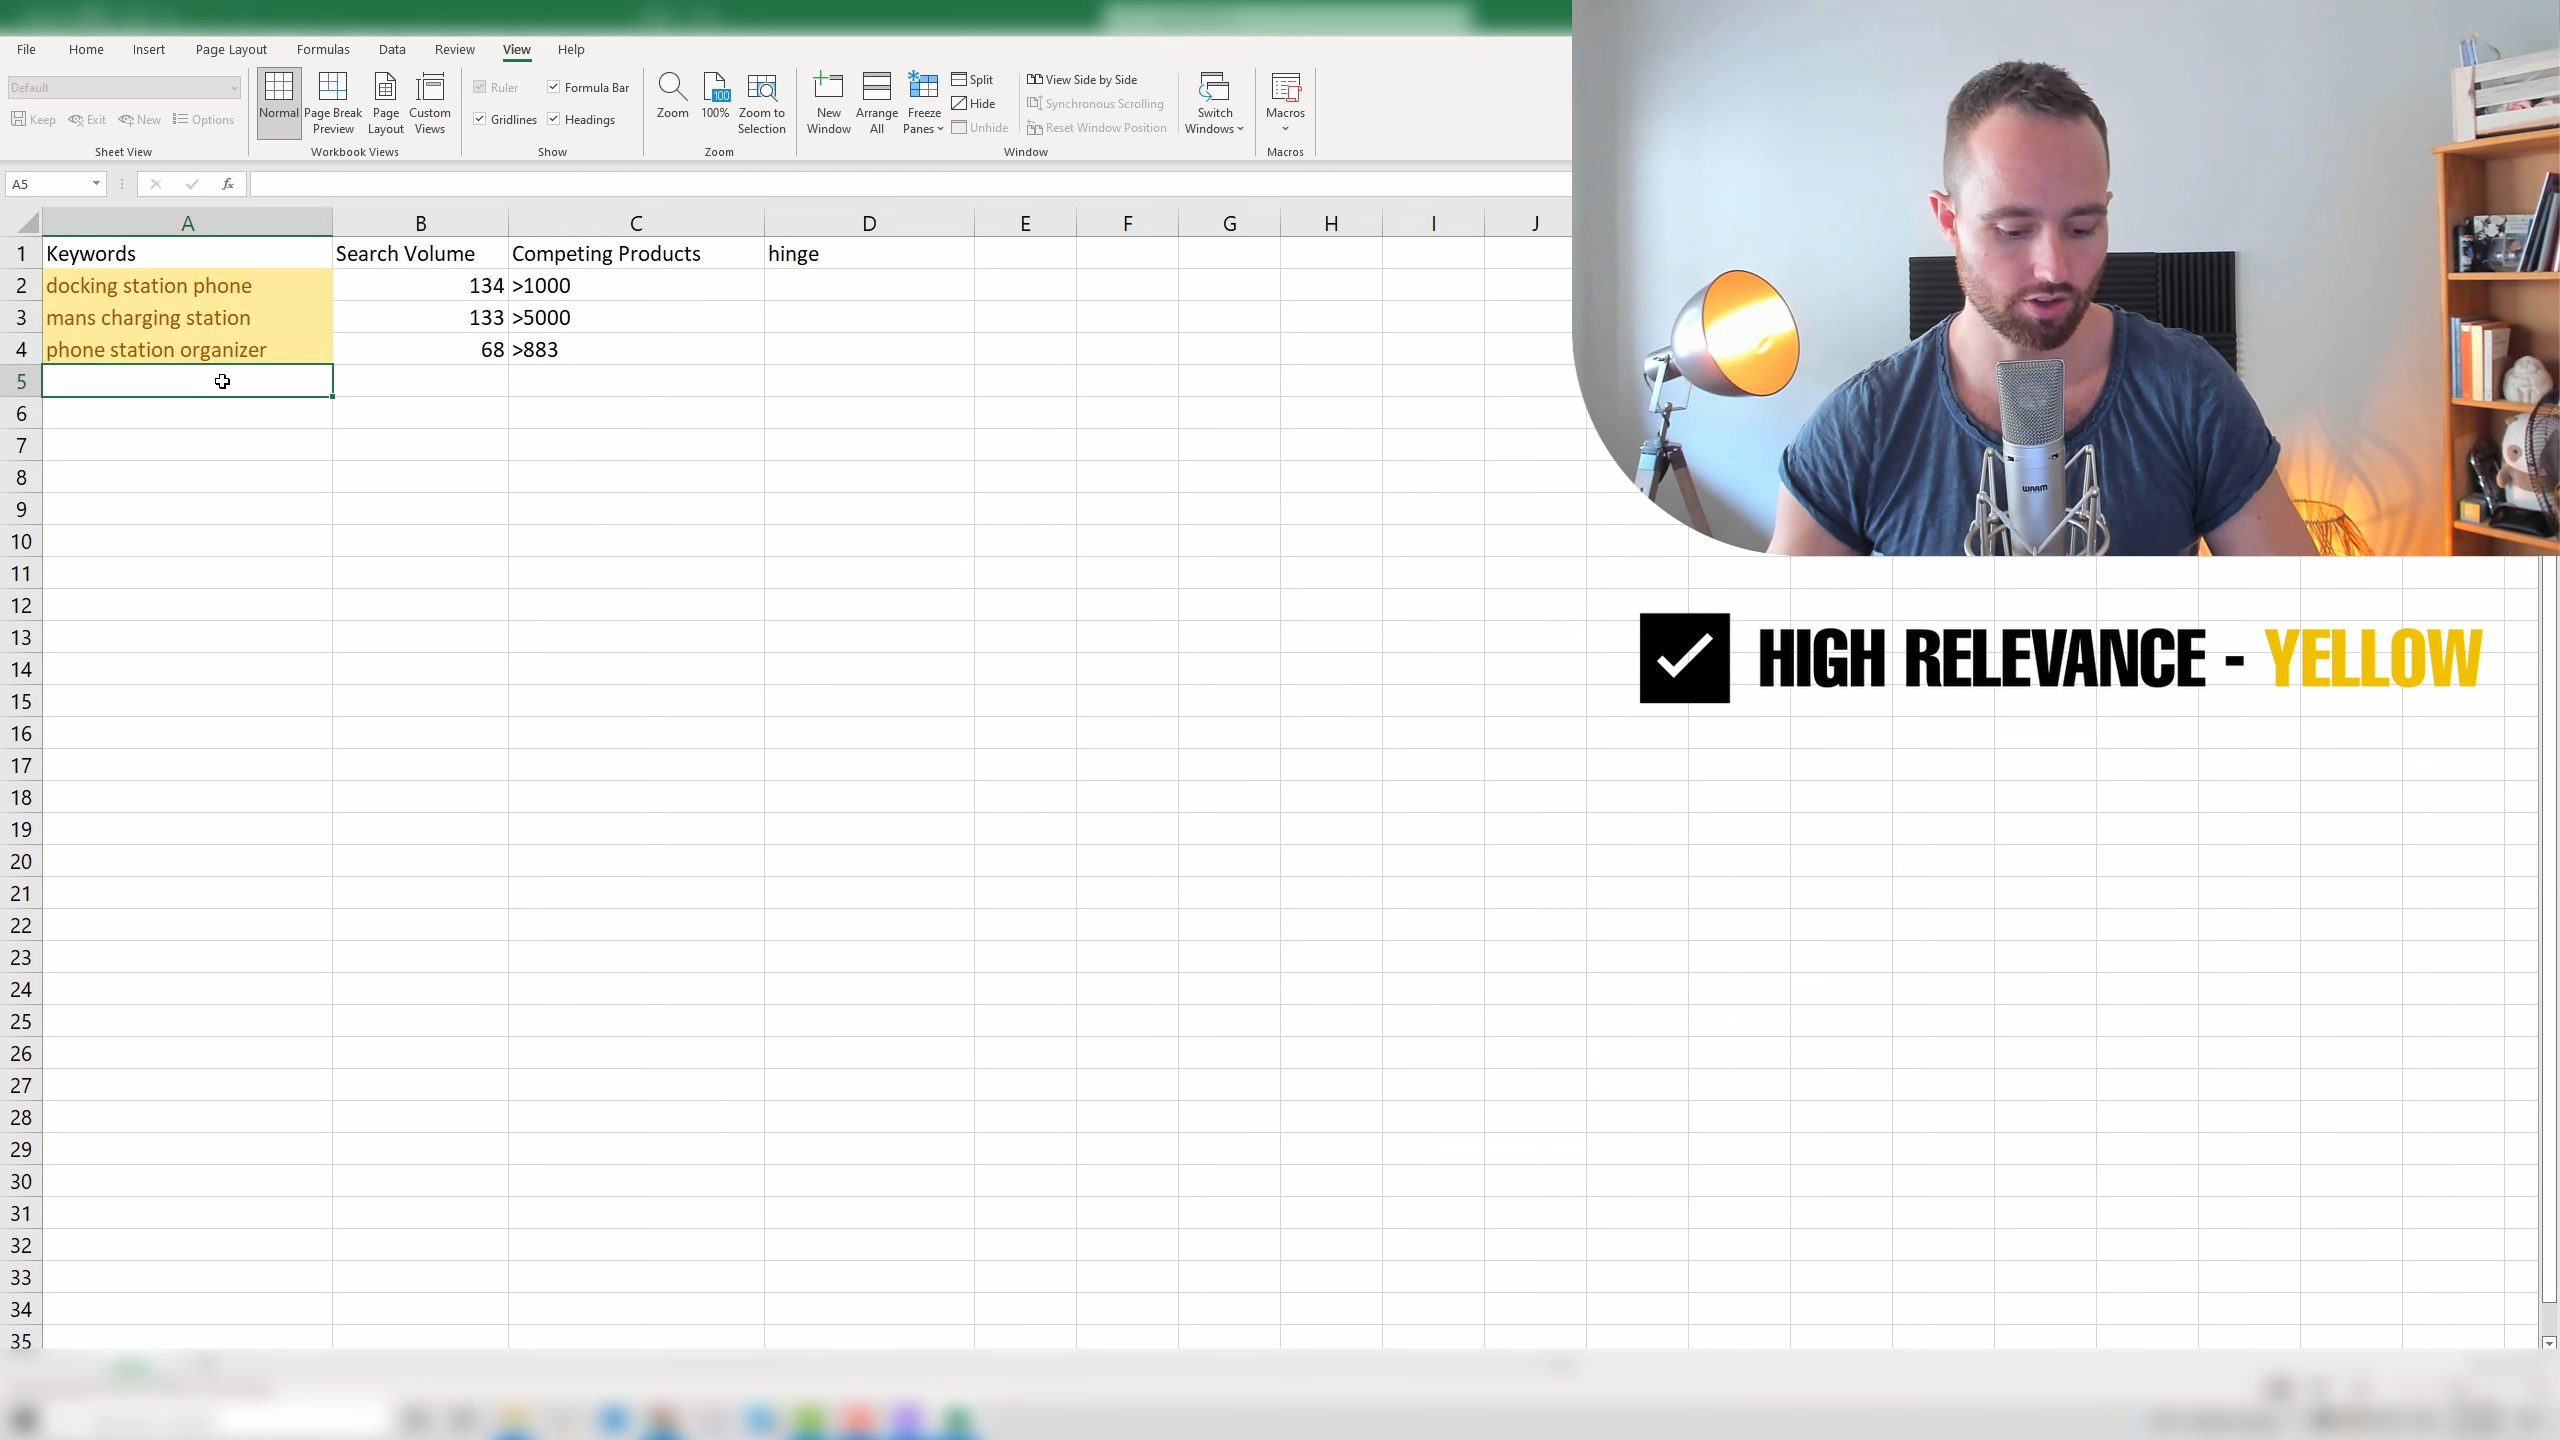 File Home Insert Page Layout Formulas Data Review View Help
Default
Keep Exit New Options
Sheet View
Normal
Page Break Preview
Page Layout
Custom Views
Workbook Views
Ruler Formula Bar
Gridlines Headings
Show
Zoom
100
100%
Zoom to Selection
Zoom
New Window
Arrange All
Freeze Panes
Split
Hide
Unhide
View Side by Side
Synchronous Scrolling
Reset Window Position
Window
Switch Windows
Macros
Macros
A5 fx
A B C D E F G H I J
1 Keywords Search Volume Competing Products hinge
2 docking station phone 134 >1000
3 mans charging station 133 >5000
4 phone station organizer 68 >883
5
6
7
8
9
10
11
12
13
14
15
16
17
18
19
20
21
22
23
24
25
26
27
28
29
30
31
32
33
34
35
WARM
HIGH RELEVANCE - YELLOW